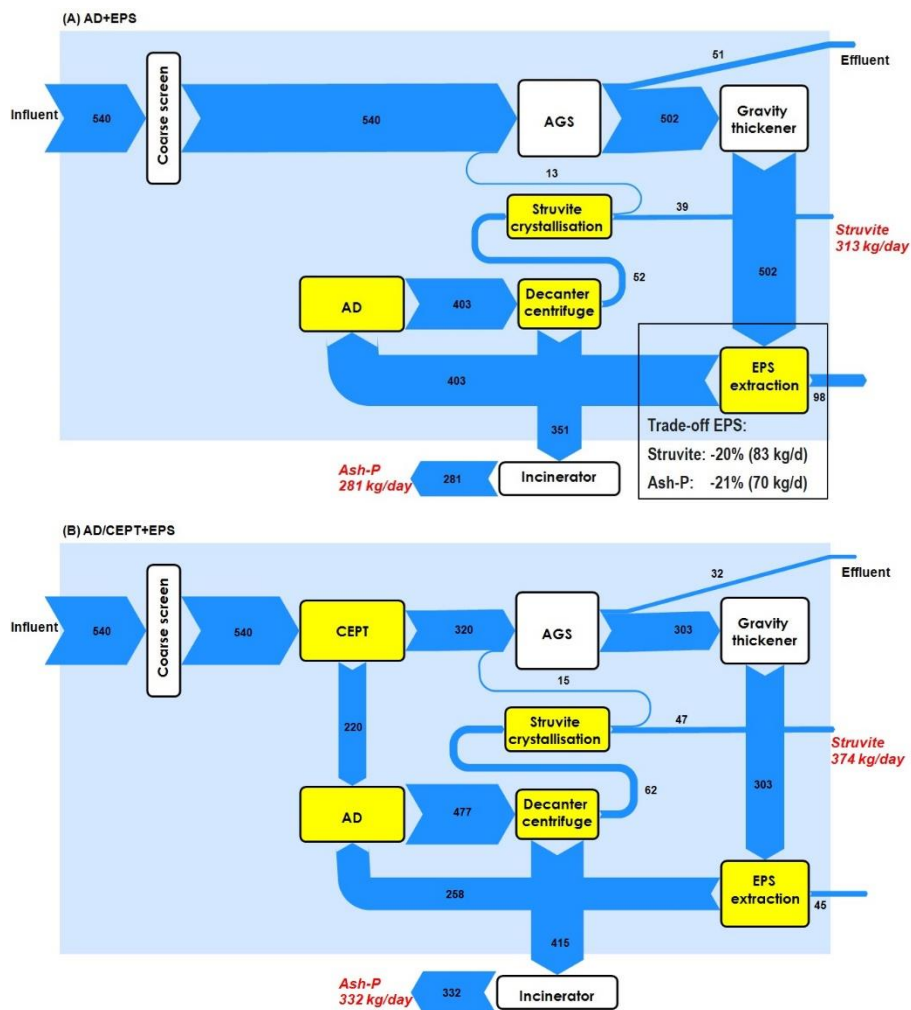 (A) AD+EPS
51
Effluent
Influent
540
Coarse screen
540
AGS
502
Gravity
thickener
13
Struvite
crystallisation
39
Struvite
313 kg/day
52
502
AD
403
Decanter
centrifuge
403
EPS
extraction
98
351
Trade-off EPS:
Struvite: -20% (83 kg/d)
Ash-P: -21% (70 kg/d)
Ash-P
281 kg/day
281
Incinerator
(B) AD/CEPT+EPS
32
Effluent
Influent
540
Coarse screen
540
CEPT
320
AGS
303
Gravity
thickener
15
220
Struvite
crystallisation
47
Struvite
374 kg/day
62
303
AD
477
Decanter
centrifuge
258
EPS
extraction
45
415
Ash-P
332 kg/day
332
Incinerator